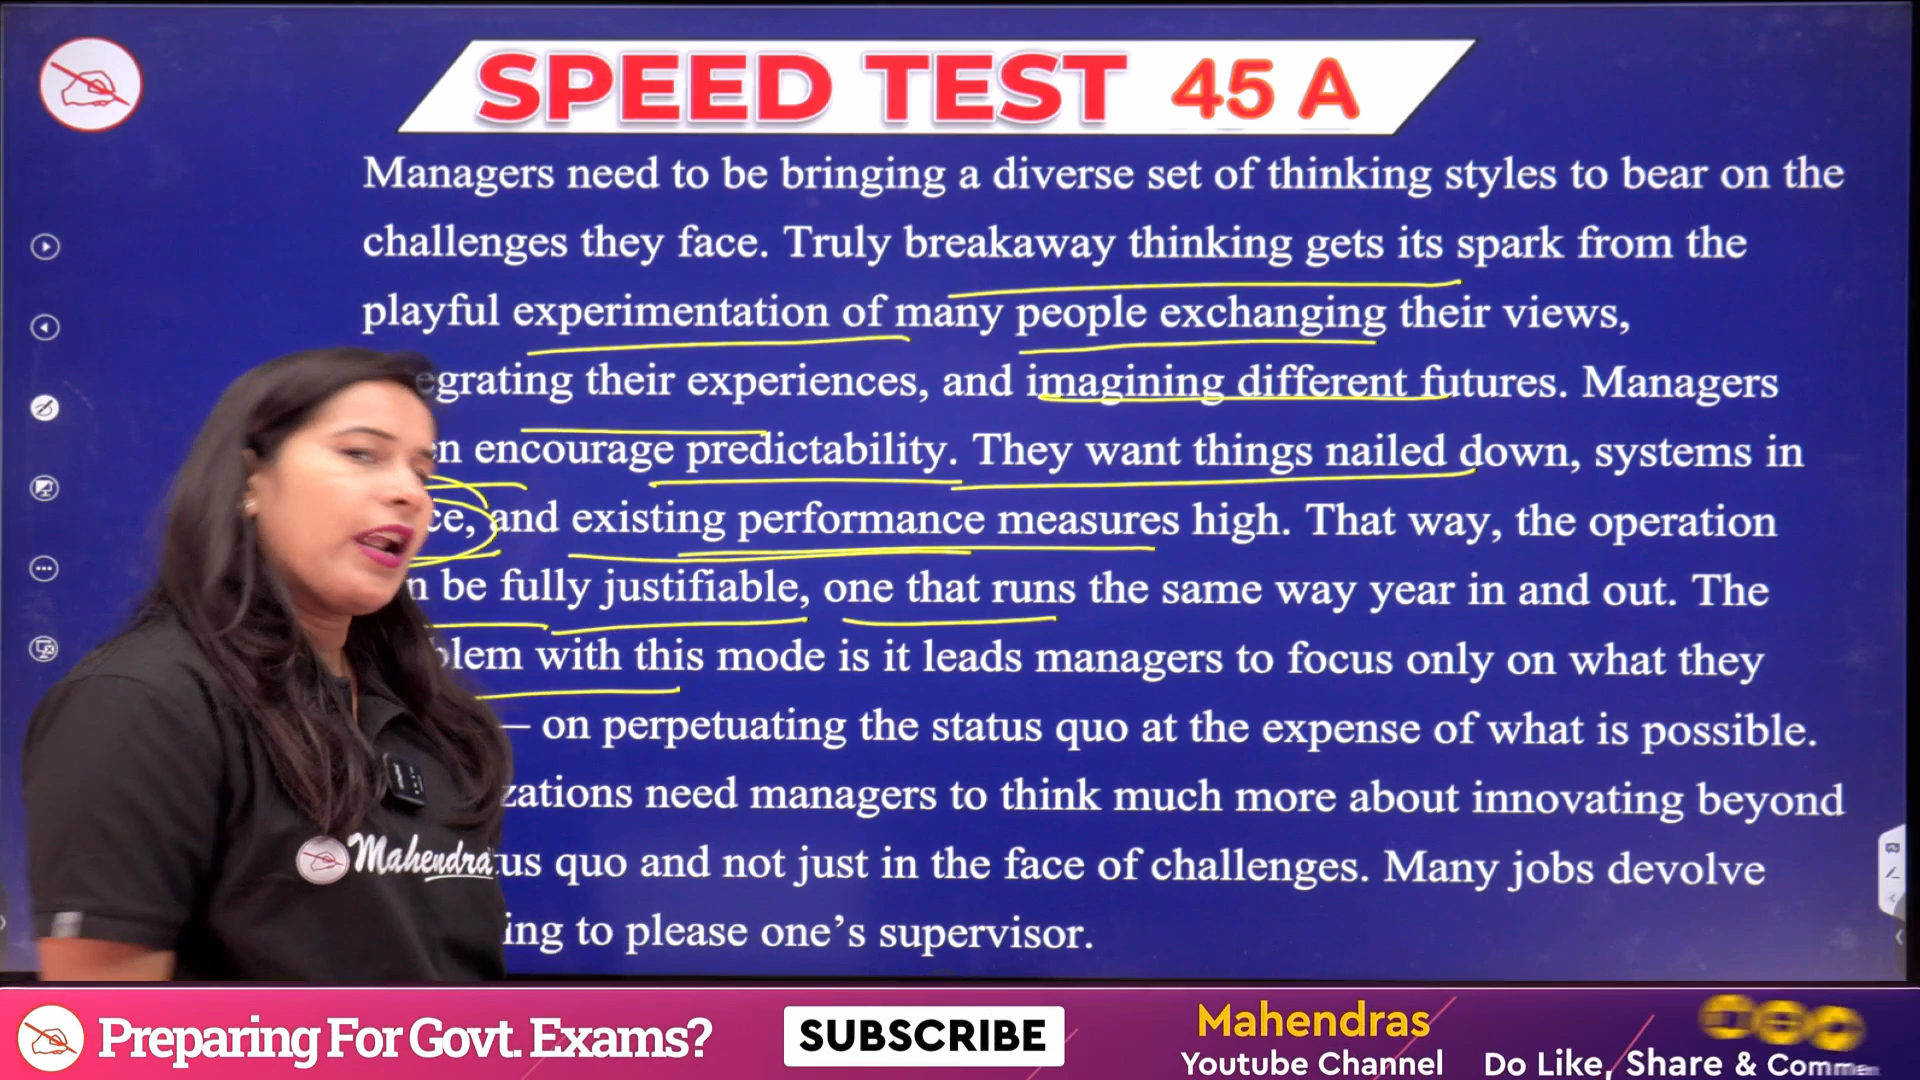 SPEED TEST 45 A
Managers need to be bringing a diverse set of thinking styles to bear on the
challenges they face. Truly breakaway thinking gets its spark from the
playful experimentation of many people exchanging their views,
egrating their experiences, and imagining different futures. Managers
en encourage predictability. They want things nailed down, systems in
ce, and existing performance measures high. That way, the operation
n be fully justifiable, one that runs the same way year in and out. The
blem with this mode is it leads managers to focus only on what they
— on perpetuating the status quo at the expense of what is possible.
zations need managers to think much more about innovating beyond
tus quo and not just in the face of challenges. Many jobs devolve
ing to please one’s supervisor.
Mahendra
Preparing For Govt. Exams?
SUBSCRIBE
Mahendras
Youtube Channel
Do Like, Share &